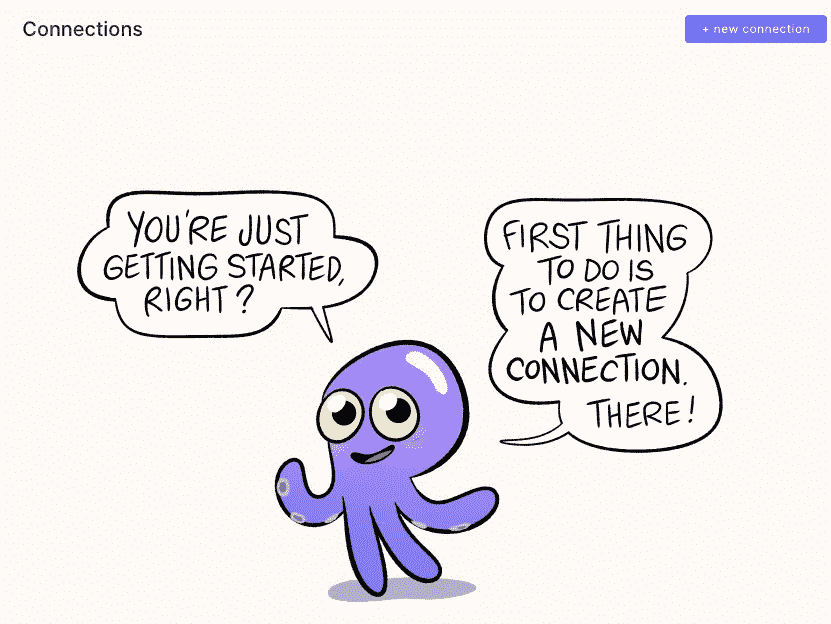 Connections
+ new connection
YOU'RE JUST
GETTING STARTED,
RIGHT?
FIRST THING
TO DO IS
TO CREATE
A NEW
CONNECTION.
THERE!